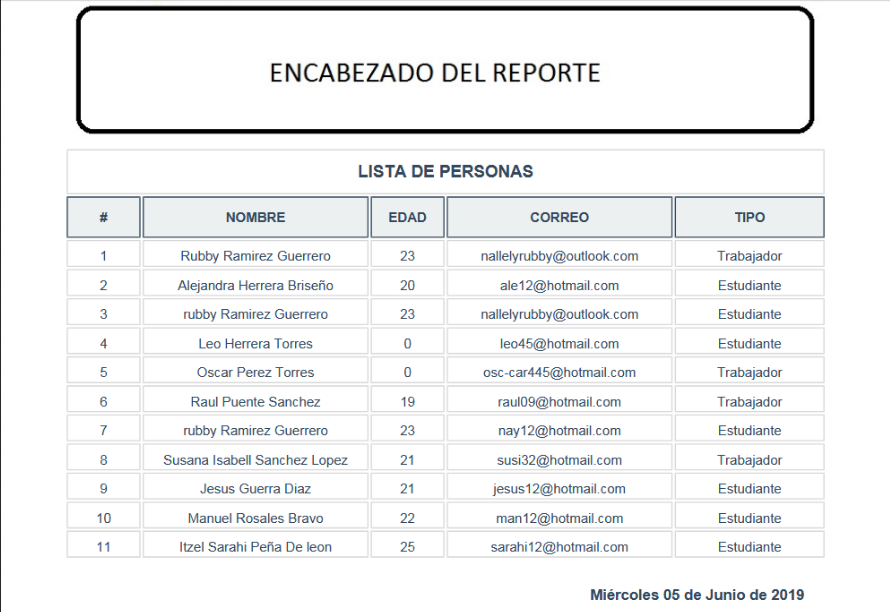 ENCABEZADO DEL REPORTE
LISTA DE PERSONAS
# NOMBRE EDAD CORREO TIPO
1 Rubby Ramirez Guerrero 23 nallelyrubby@outlook.com Trabajador
2 Alejandra Herrera Briseño 20 ale12@hotmail.com Estudiante
3 rubby Ramirez Guerrero 23 nallelyrubby@outlook.com Estudiante
4 Leo Herrera Torres 0 leo45@hotmail.com Estudiante
5 Oscar Perez Torres 0 osc-car445@hotmail.com Trabajador
6 Raul Puente Sanchez 19 raul09@hotmail.com Trabajador
7 rubby Ramirez Guerrero 23 nay12@hotmail.com Estudiante
8 Susana Isabell Sanchez Lopez 21 susi32@hotmail.com Trabajador
9 Jesus Guerra Diaz 21 jesus12@hotmail.com Estudiante
10 Manuel Rosales Bravo 22 man12@hotmail.com Estudiante
11 Itzel Sarahi Peña De leon 25 sarahi12@hotmail.com Estudiante
Miércoles 05 de Junio de 2019